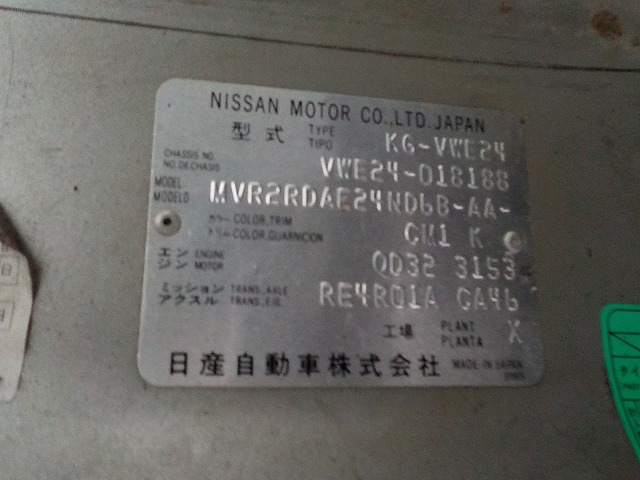 NISSAN MOTOR CO.,LTD. JAPAN
型式 TYPE TIPO KG-VWE24
CHASSIS NO. NO. DE CHASIS VWE24-018188
MODEL MODELO MVR2RDAE24ND6B-AA-
カラー COLOR, TRIM
トリム COLOR, GUARNICION CM1 K
エンジン ENGINE MOTOR QD32 3153 cc
ミッション TRANS., AXLE
アクスル TRANS., EJE RE4R01A CA46
工場 PLANT PLANTA X
日産自動車株式会社 MADE IN JAPAN